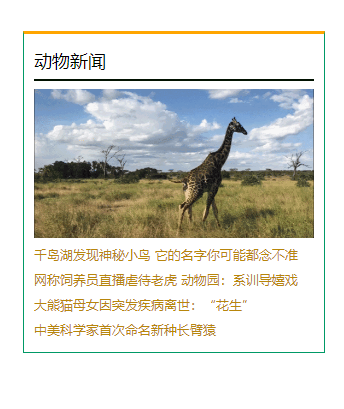 动物新闻
千岛湖发现神秘小鸟 它的名字你可能都念不准
网称饲养员直播虐待老虎 动物园：系训导嬉戏
大熊猫母女因突发疾病离世：“花生”
中美科学家首次命名新种长臂猿